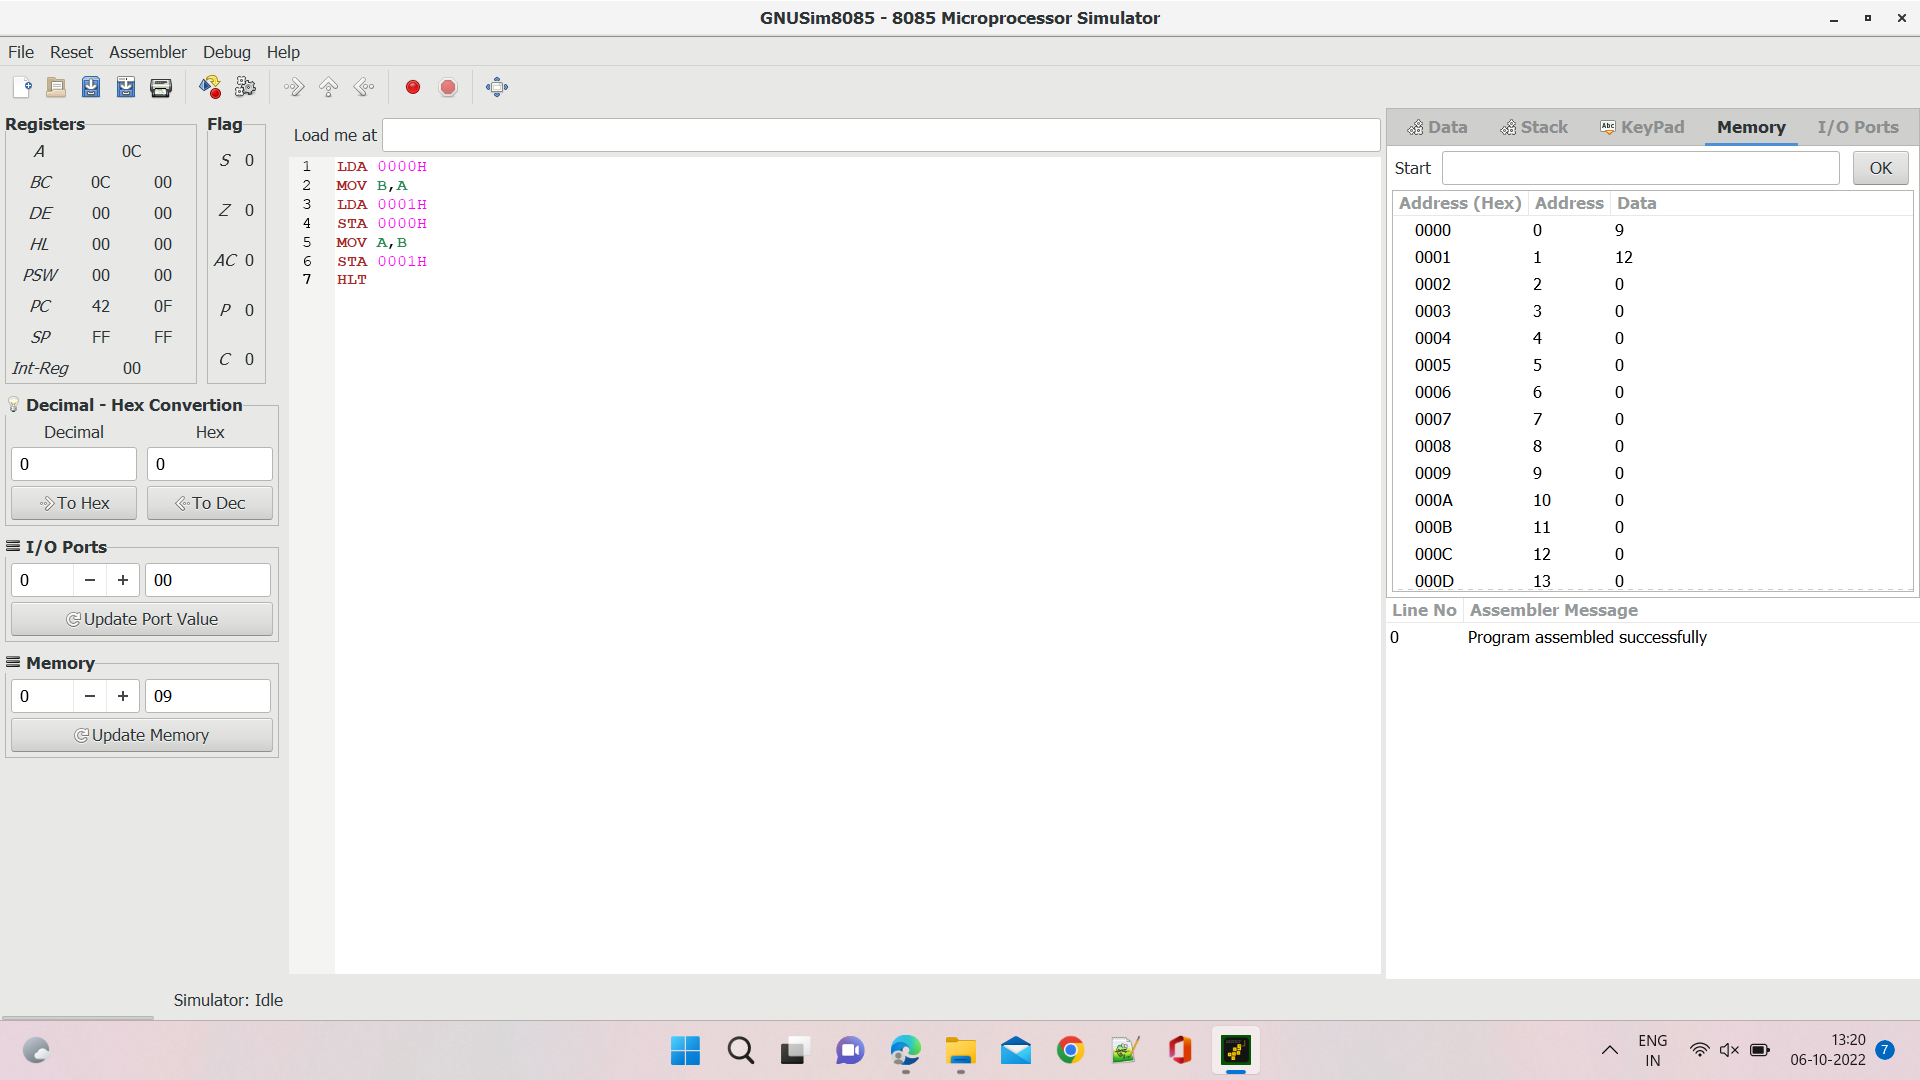 GNUSim8085 - 8085 Microprocessor Simulator
File Reset Assembler Debug Help
Registers
A 0C
BC 0C 00
DE 00 00
HL 00 00
PSW 00 00
PC 42 0F
SP FF FF
Int-Reg 00
Flag
S 0
Z 0
AC 0
P 0
C 0
Decimal - Hex Convertion
Decimal Hex
0 0
To Hex To Dec
I/O Ports
0 − + 00
Update Port Value
Memory
0 − + 09
Update Memory
Load me at
1 LDA 0000H
2 MOV B,A
3 LDA 0001H
4 STA 0000H
5 MOV A,B
6 STA 0001H
7 HLT
Data Stack Abc KeyPad Memory I/O Ports
Start OK
Address (Hex) Address Data
0000 0 9
0001 1 12
0002 2 0
0003 3 0
0004 4 0
0005 5 0
0006 6 0
0007 7 0
0008 8 0
0009 9 0
000A 10 0
000B 11 0
000C 12 0
000D 13 0
Line No Assembler Message
0 Program assembled successfully
Simulator: Idle
ENG
IN
13:20
06-10-2022
7